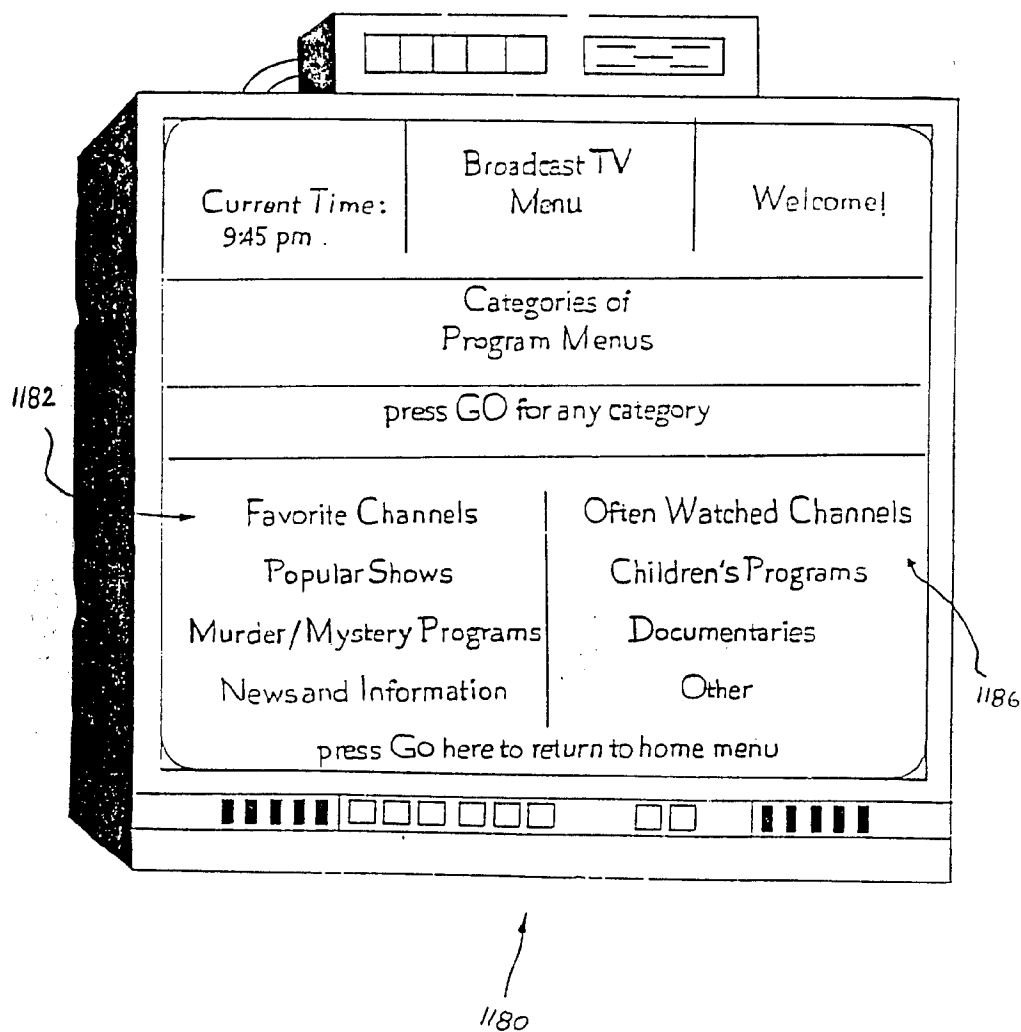 Current Time:
9:45 pm.
Broadcast TV
Menu
Welcome!
Categories of
Program Menus
press GO for any category
1182
Favorite Channels
Popular Shows
Murder/Mystery Programs
News and Information
Often Watched Channels
Children's Programs
Documentaries
Other
1186
press Go here to return to home menu
1180